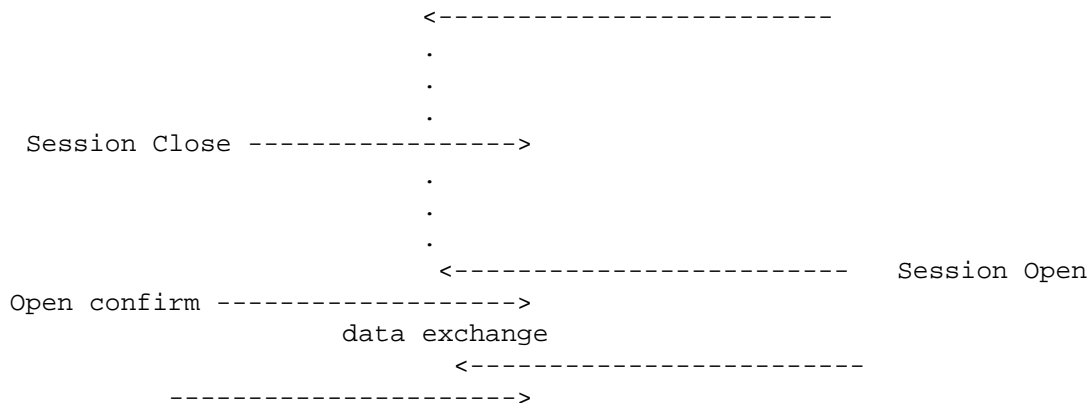 <--------------------------
.
.
.
Session Close ----------------->
.
.
.
<------------------------- Session Open
Open confirm ------------------->
data exchange
<-------------------------
---------------------->